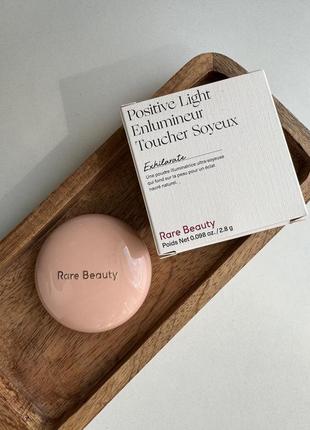 Positive Light
Enlumineur
Toucher Soyeux
Exhilarate
Une poudre illuminatrice ultra-soyeuse
qui fond sur la peau pour un éclat
nacré naturel.
Rare Beauty
Poids Net 0.098 oz. / 2.8 g
Rare Beauty